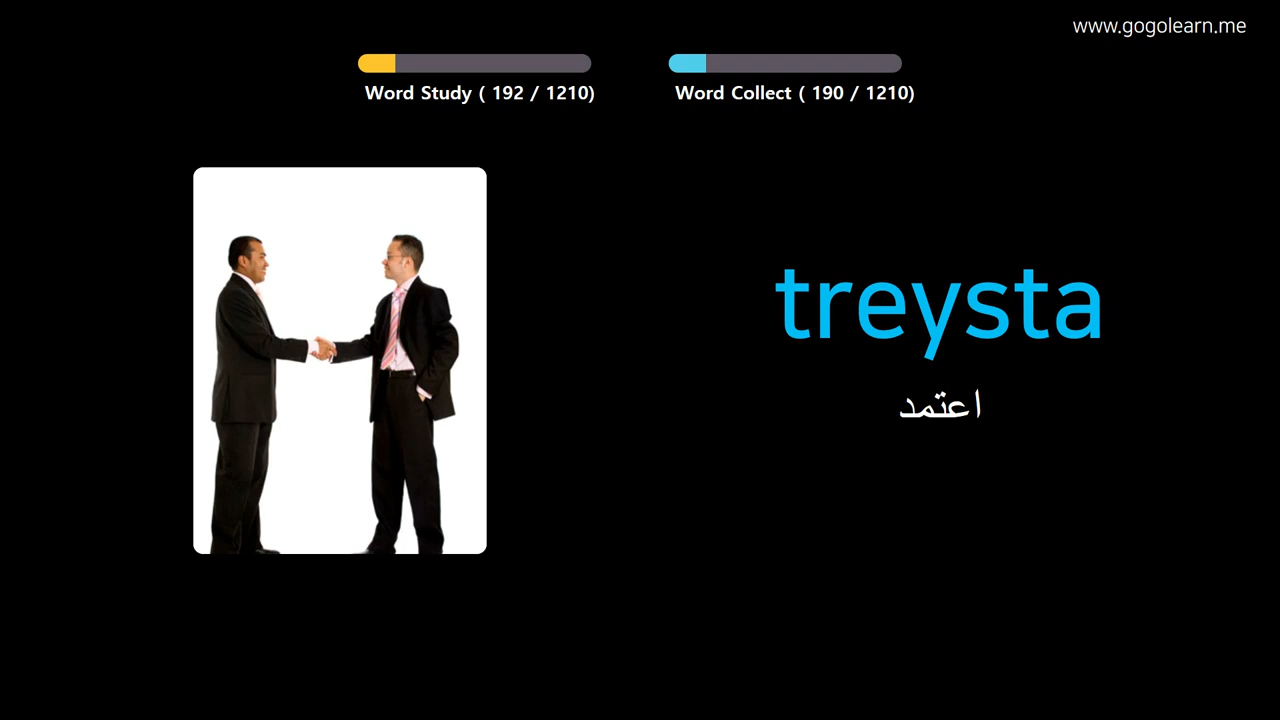 www.gogolearn.me
Word Study ( 192 / 1210)
Word Collect ( 190 / 1210)
treysta
اعتمد